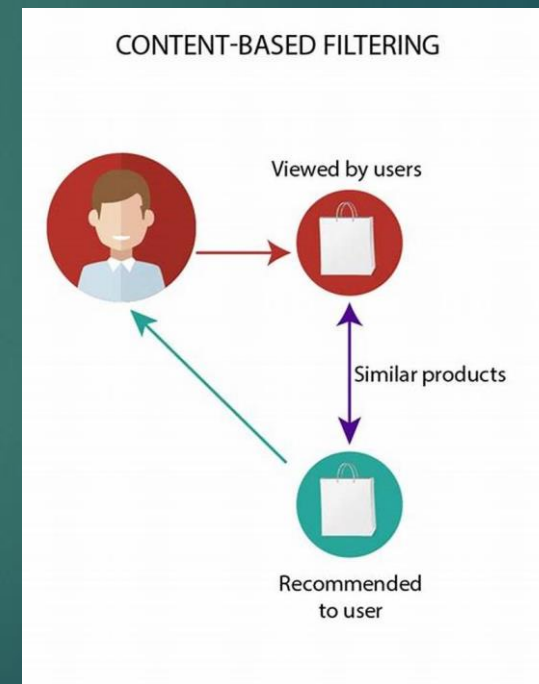 CONTENT-BASED FILTERING
Viewed by users
Similar products
Recommended
to user